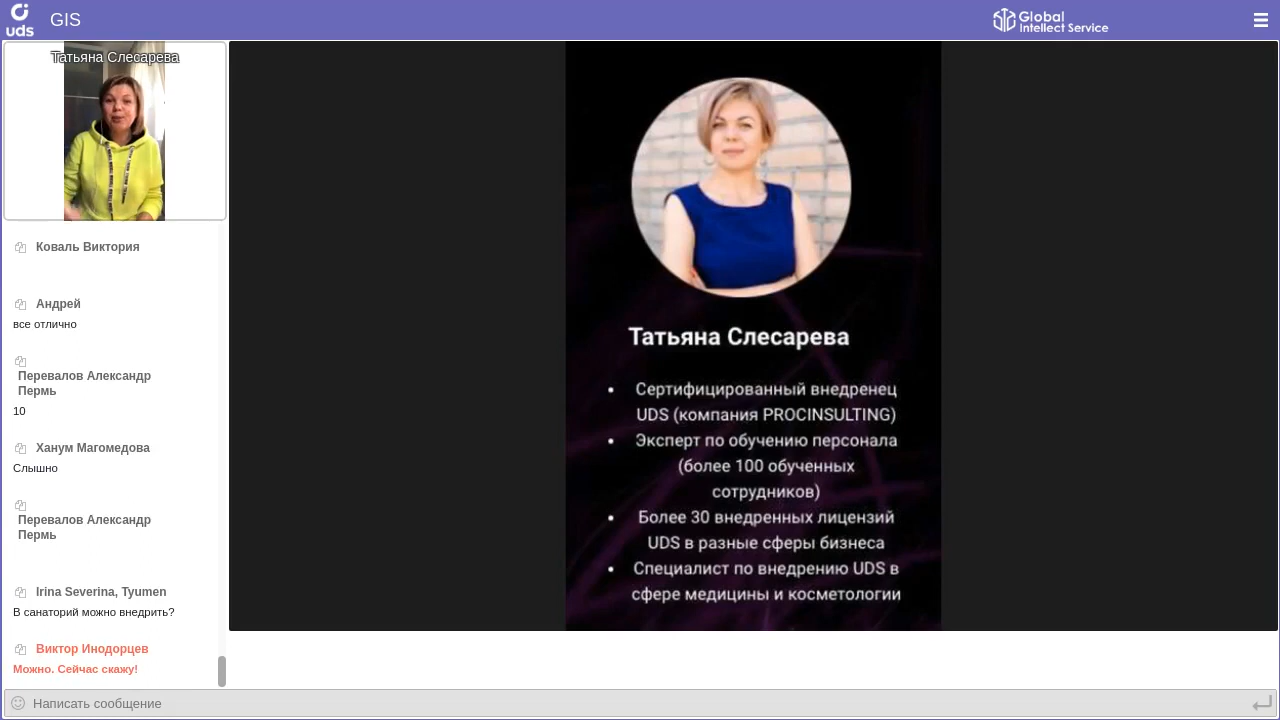 uds
GIS
Global
Intellect Service
Татьяна Слесарева
Коваль Виктория
Андрей
все отлично
Перевалов Александр
Пермь
10
Ханум Магомедова
Слышно
Перевалов Александр
Пермь
Irina Severina, Tyumen
В санаторий можно внедрить?
Виктор Инодорцев
Можно. Сейчас скажу!
Написать сообщение
Татьяна Слесарева
• Сертифицированный внедренец
UDS (компания PROCINSULTING)
• Эксперт по обучению персонала
(более 100 обученных
сотрудников)
• Более 30 внедренных лицензий
UDS в разные сферы бизнеса
• Специалист по внедрению UDS в
сфере медицины и косметологии